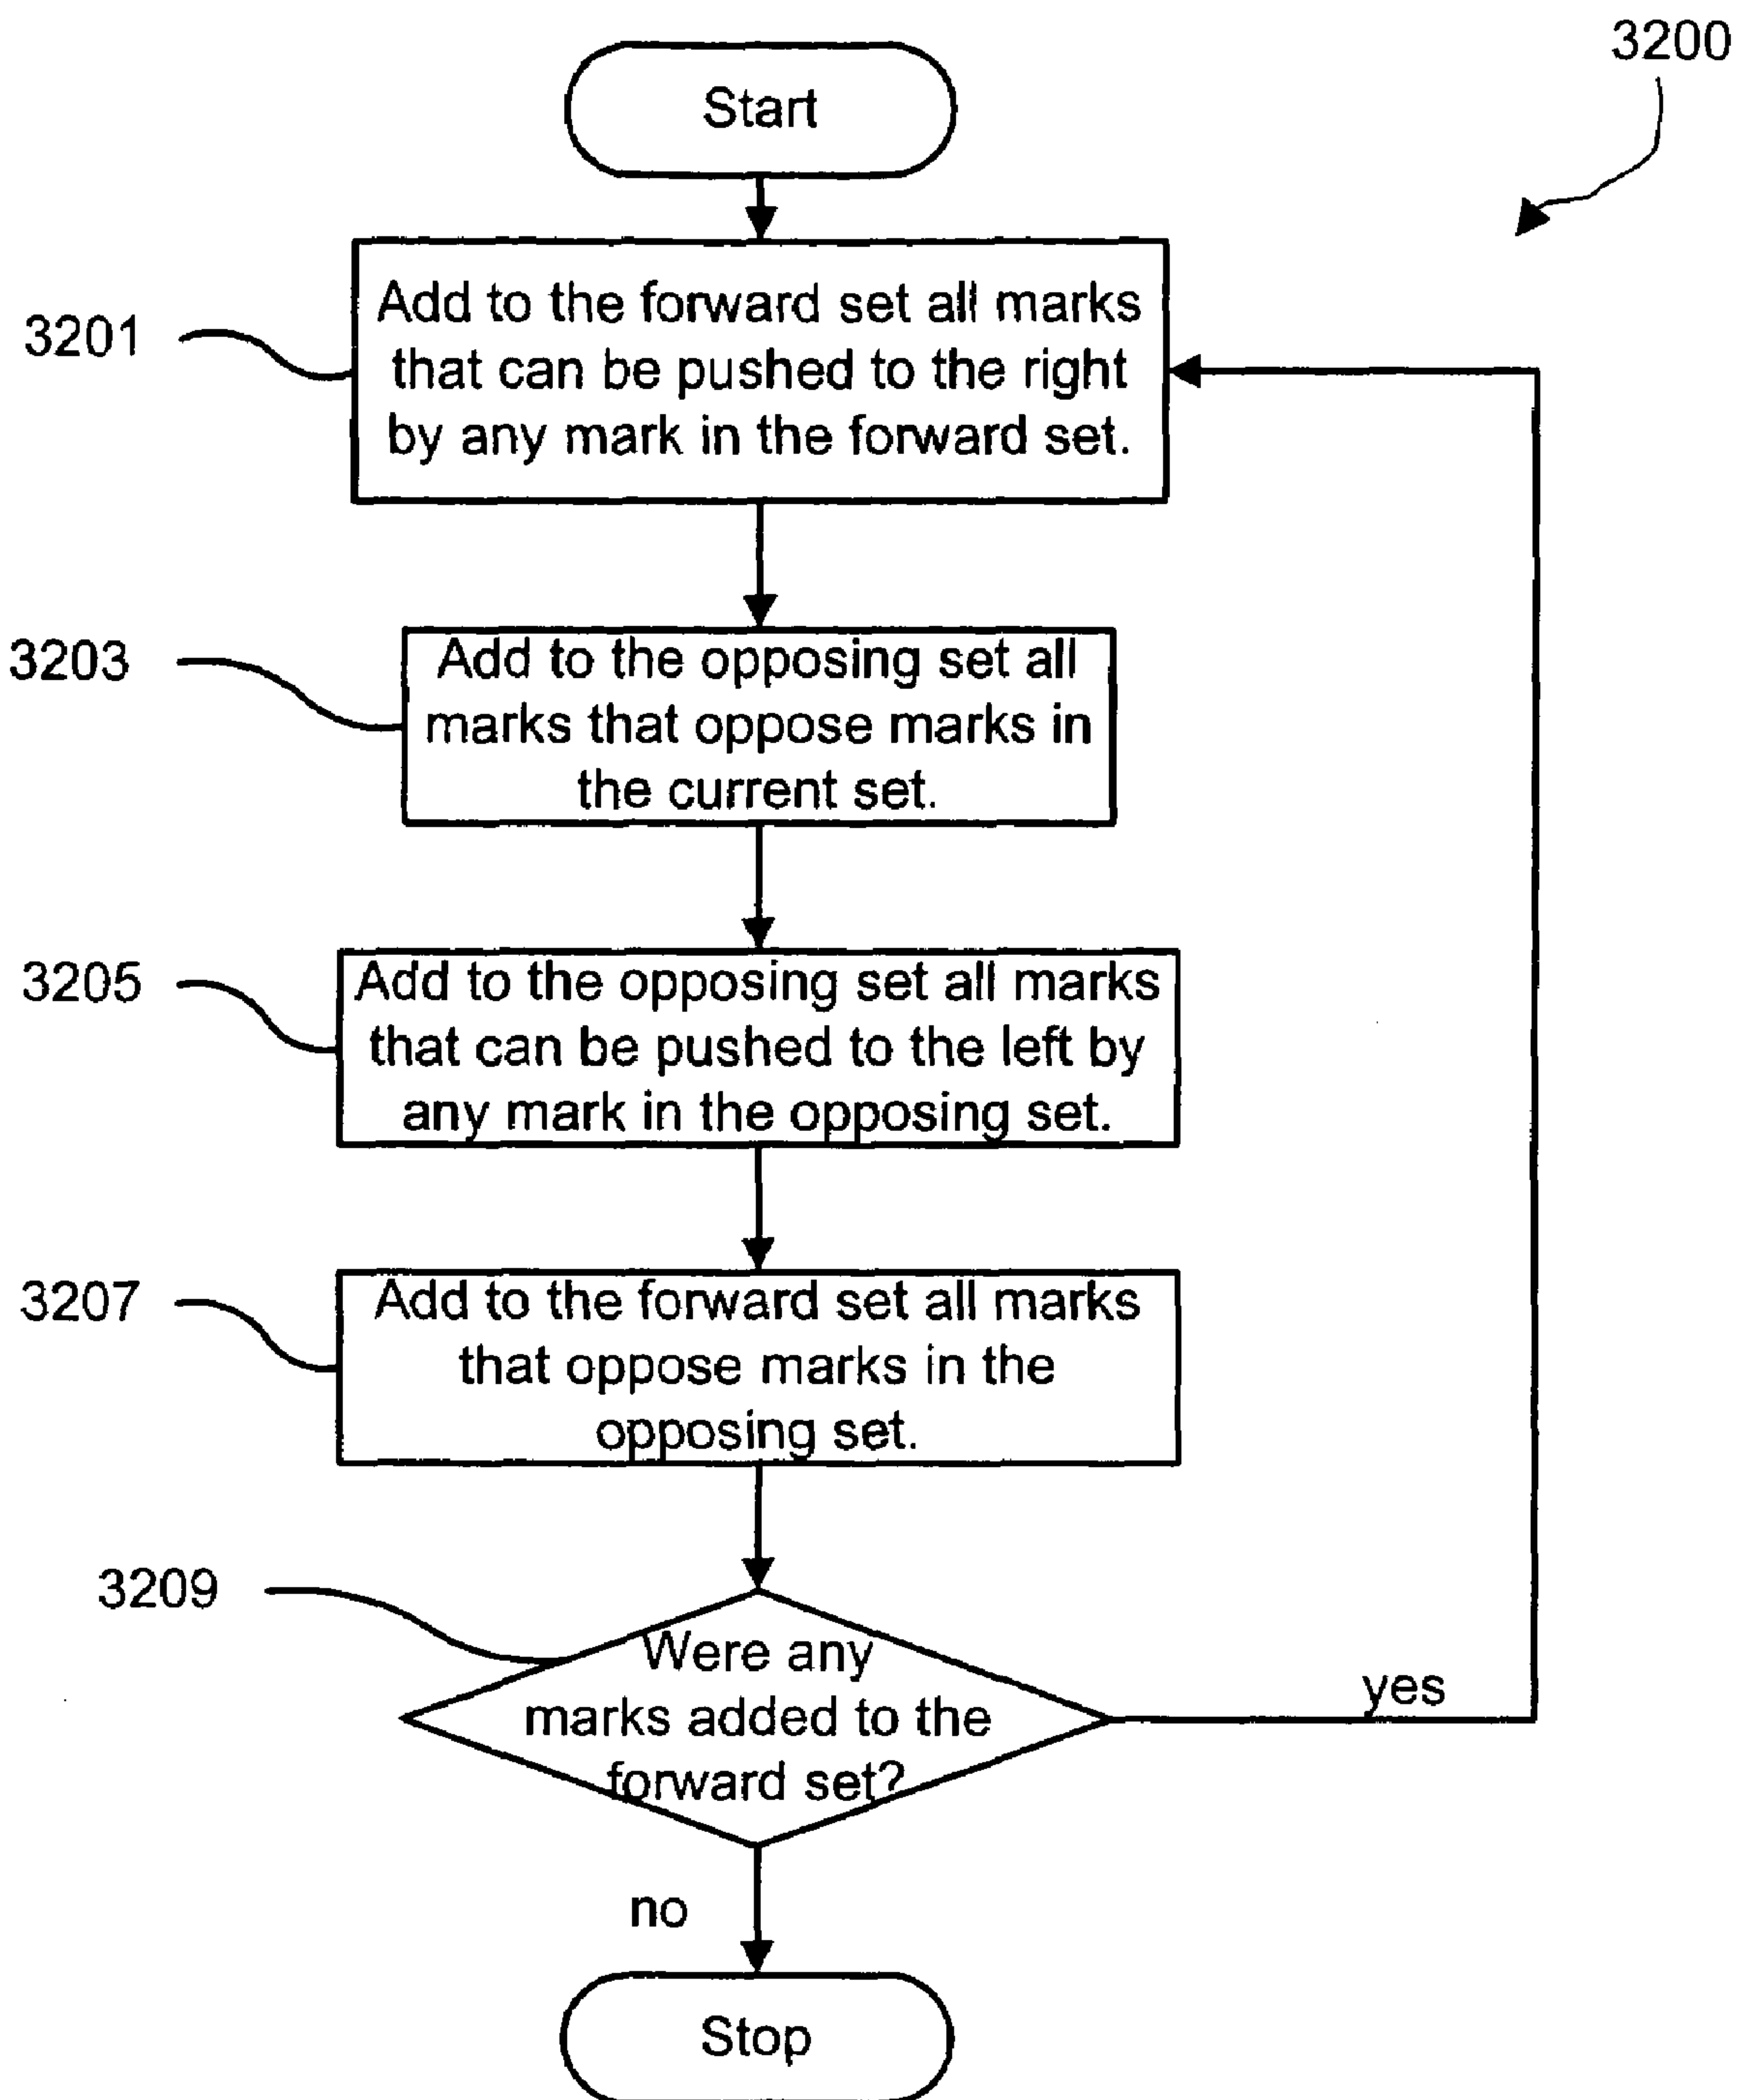 3200
Start
3201
Add to the forward set all marks
that can be pushed to the right
by any mark in the forward set.
3203
Add to the opposing set all
marks that oppose marks in
the current set.
3205
Add to the opposing set all marks
that can be pushed to the left by
any mark in the opposing set.
3207
Add to the forward set all marks
that oppose marks in the
opposing set.
3209
Were any
marks added to the
forward set?
yes
no
Stop